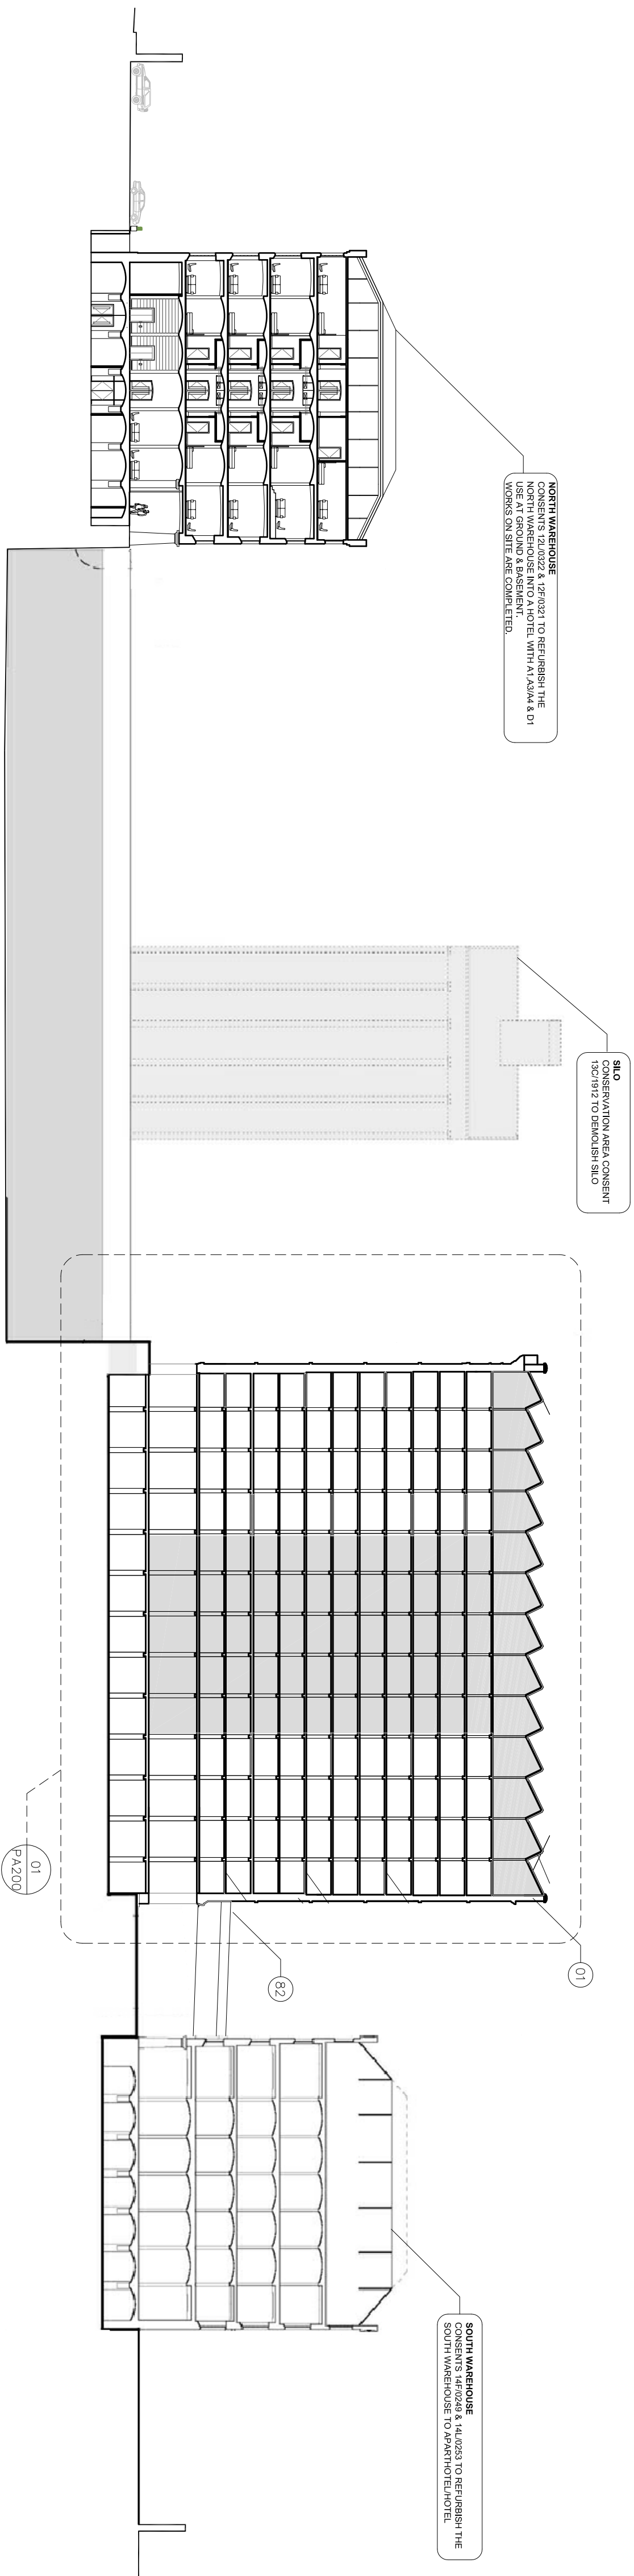 NORTH WAREHOUSE
CONSENTS 12L/0322 & 12F/0321 TO REFURBISH THE
NORTH WAREHOUSE INTO A HOTEL WITH A1,A3/A4 & D1
USE AT GROUND & BASEMENT.
WORKS ON SITE ARE COMPLETED.
SILO
CONSERVATION AREA CONSENT
13C/1912 TO DEMOLISH SILO
01
PA200
01
82
SOUTH WAREHOUSE
CONSENTS 14F/0249 & 14L/0253 TO REFURBISH THE
SOUTH WAREHOUSE TO APARTHOTEL/HOTEL